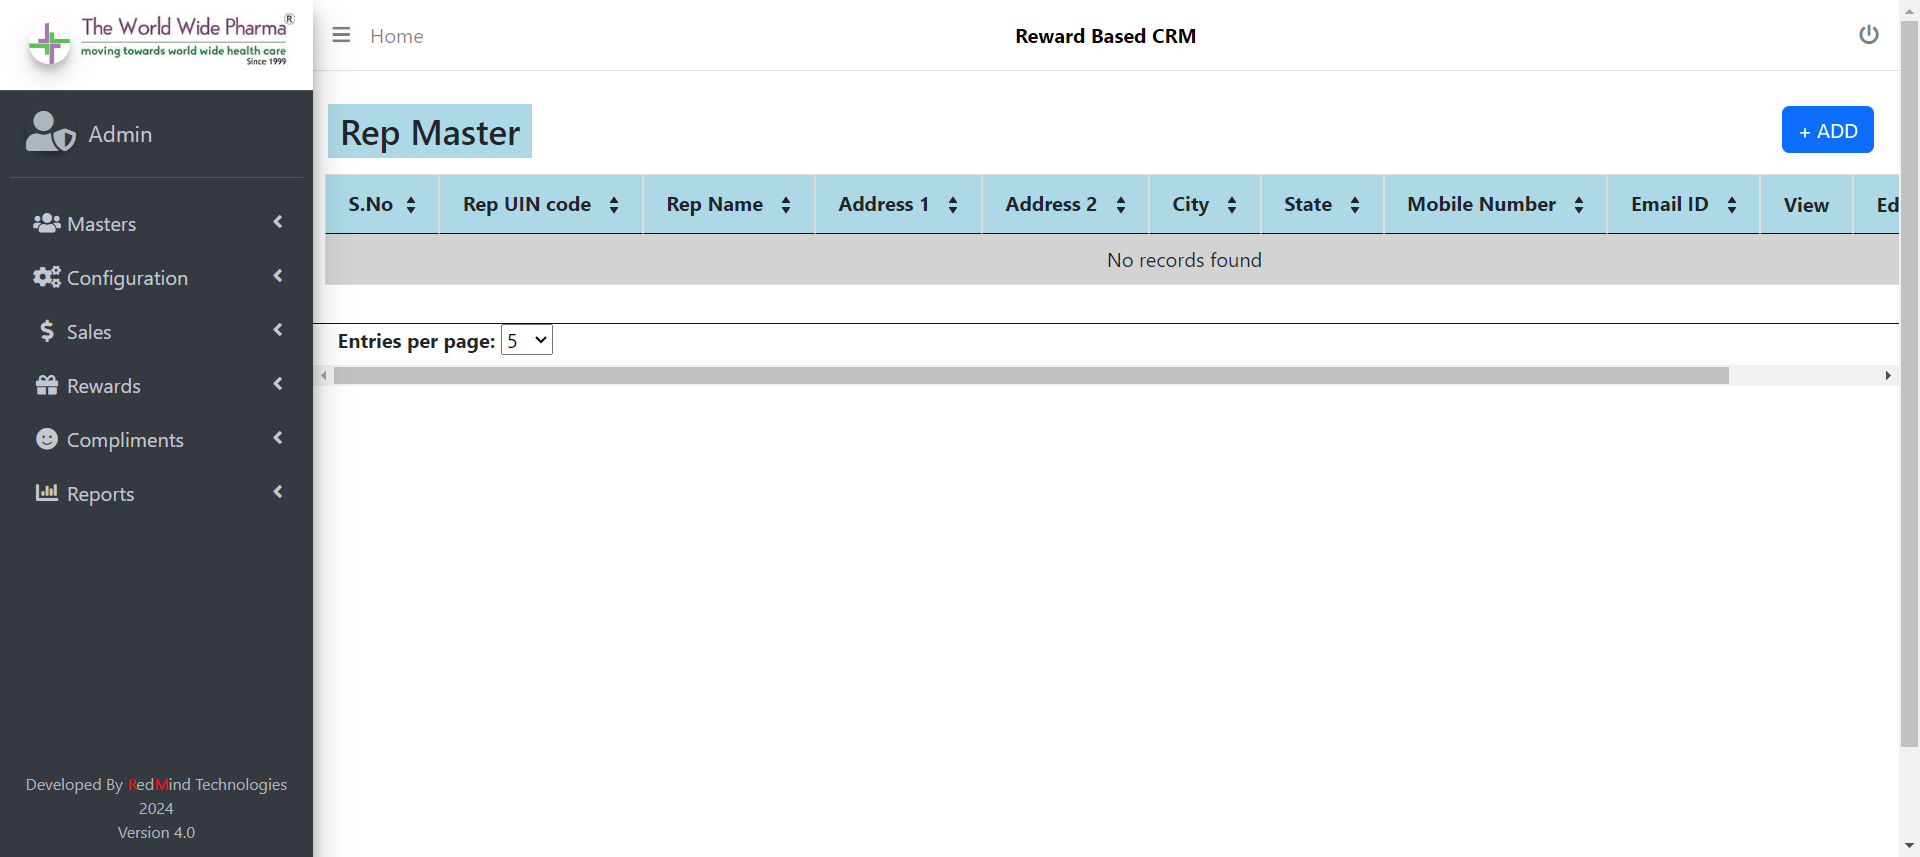 The World Wide Pharma®
moving towards world wide health care
Since 1999
Home
Reward Based CRM
Admin
Rep Master
+ ADD
Masters
Configuration
Sales
Rewards
Compliments
Reports
S.No Rep UIN code Rep Name Address 1 Address 2 City State Mobile Number Email ID View Ed
No records found
Entries per page: 5
Developed By RedMind Technologies
2024
Version 4.0